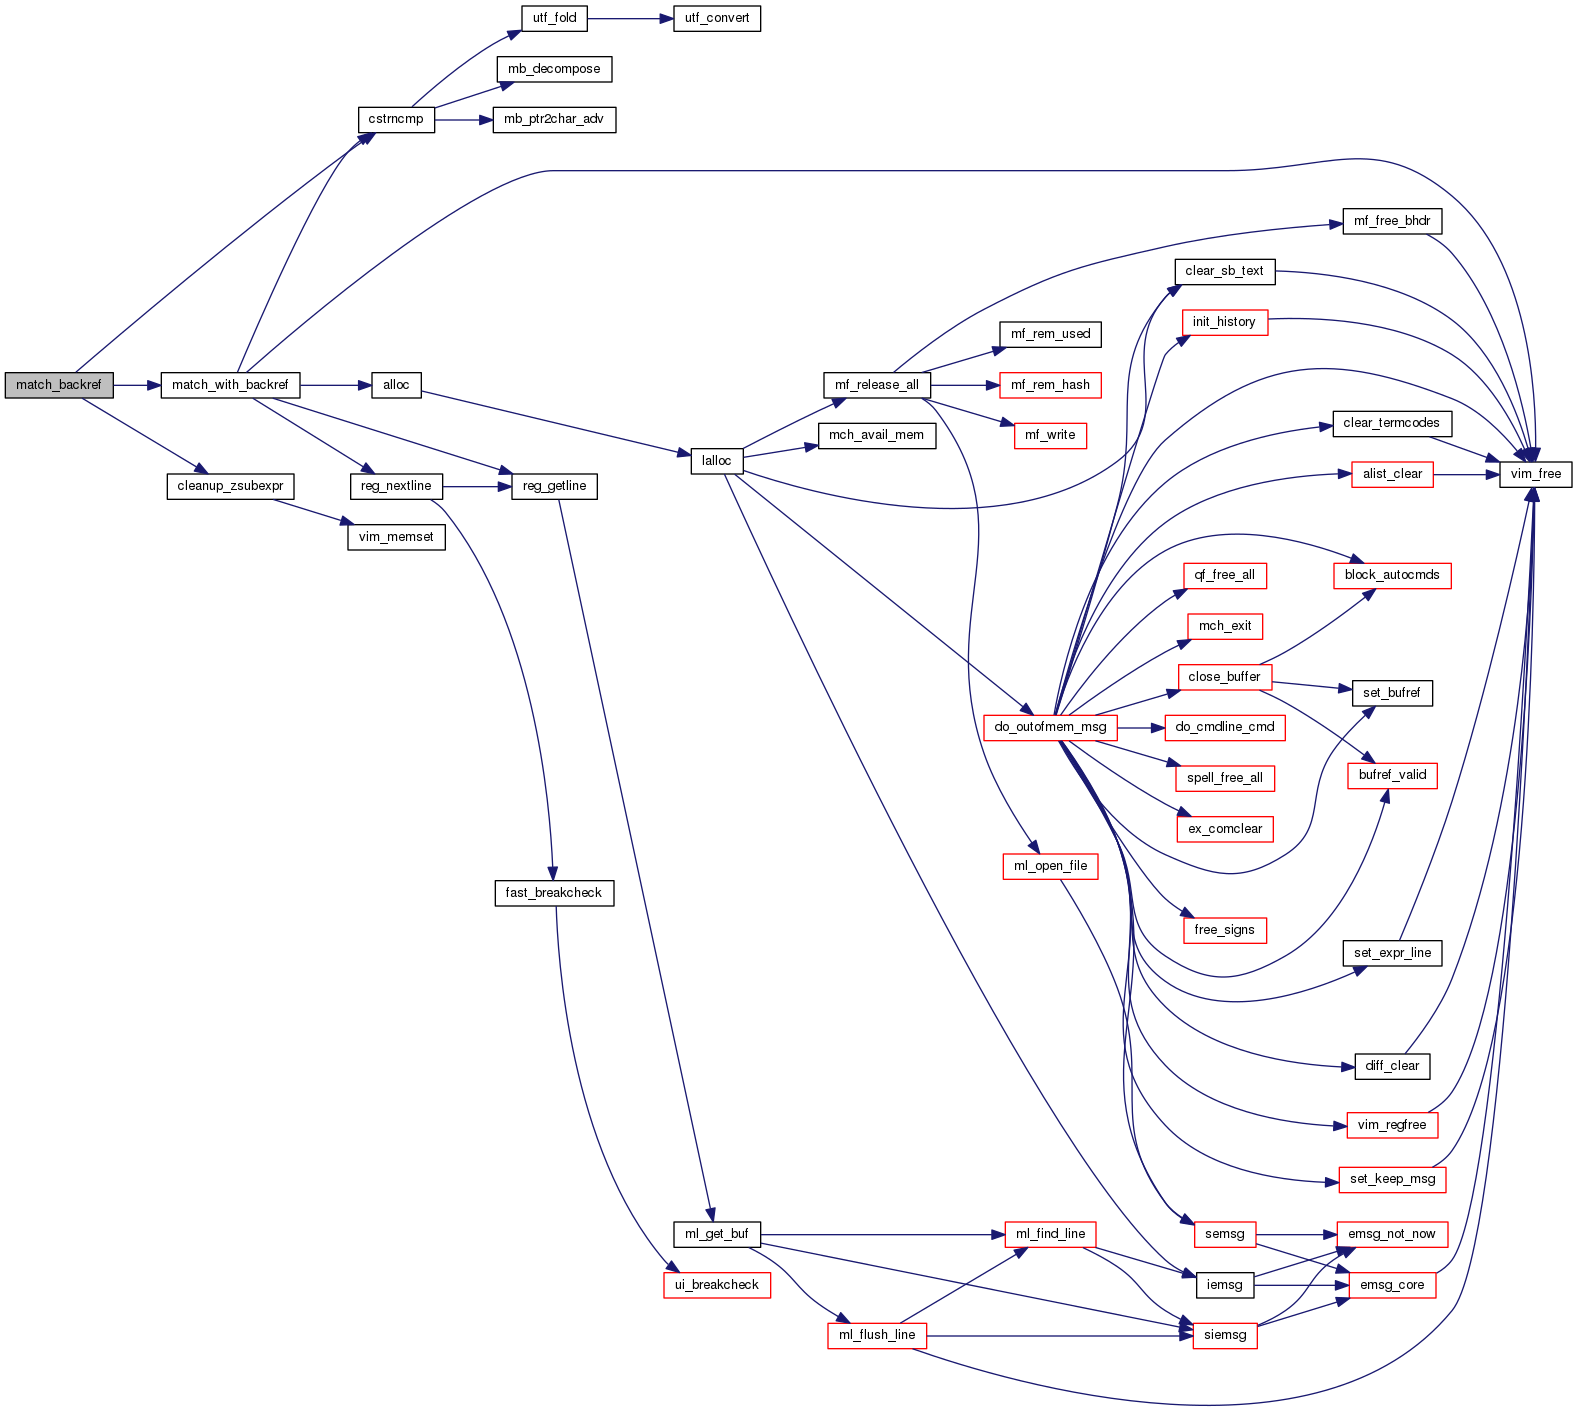 utf_fold
utf_convert
mb_decompose
cstrncmp
mb_ptr2char_adv
mf_free_bhdr
clear_sb_text
init_history
mf_rem_used
match_backref
match_with_backref
alloc
mf_release_all
mf_rem_hash
clear_termcodes
mch_avail_mem
mf_write
lalloc
alist_clear
vim_free
cleanup_zsubexpr
reg_nextline
reg_getline
vim_memset
qf_free_all
block_autocmds
mch_exit
close_buffer
set_bufref
do_outofmem_msg
do_cmdline_cmd
spell_free_all
bufref_valid
ex_comclear
ml_open_file
fast_breakcheck
free_signs
set_expr_line
diff_clear
vim_regfree
set_keep_msg
ml_get_buf
ml_find_line
semsg
emsg_not_now
ui_breakcheck
iemsg
emsg_core
ml_flush_line
siemsg